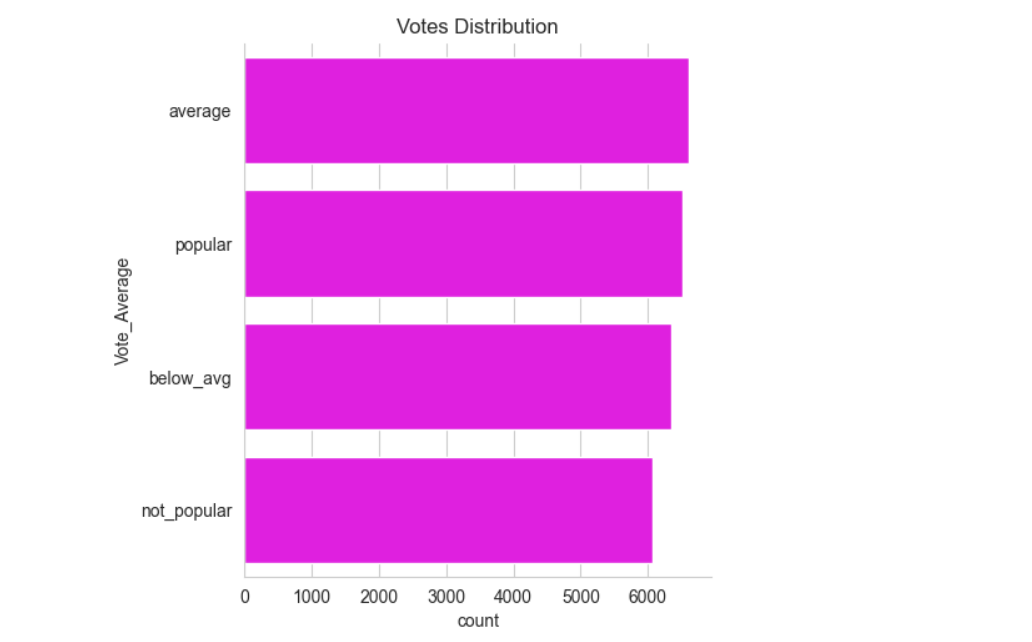 Votes Distribution
average
popular
below_avg
not_popular
Vote_Average
0 1000 2000 3000 4000 5000 6000
count